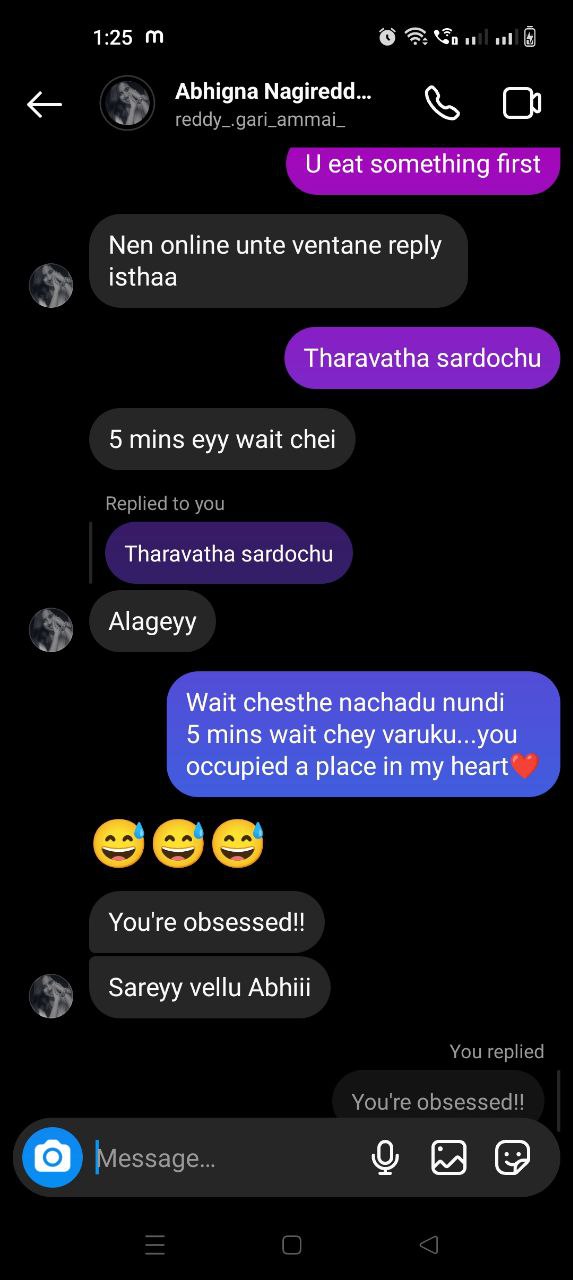 1:25 m
Abhigna Nagiredd...
reddy_.gari_ammai_
U eat something first
Nen online unte ventane reply
isthaa
Tharavatha sardochu
5 mins eyy wait chei
Replied to you
Tharavatha sardochu
Alageyy
Wait chesthe nachadu nundi
5 mins wait chey varuku...you
occupied a place in my heart❤️
😅😅😅
You're obsessed!!
Sareyy vellu Abhiii
You replied
You're obsessed!!
Message...